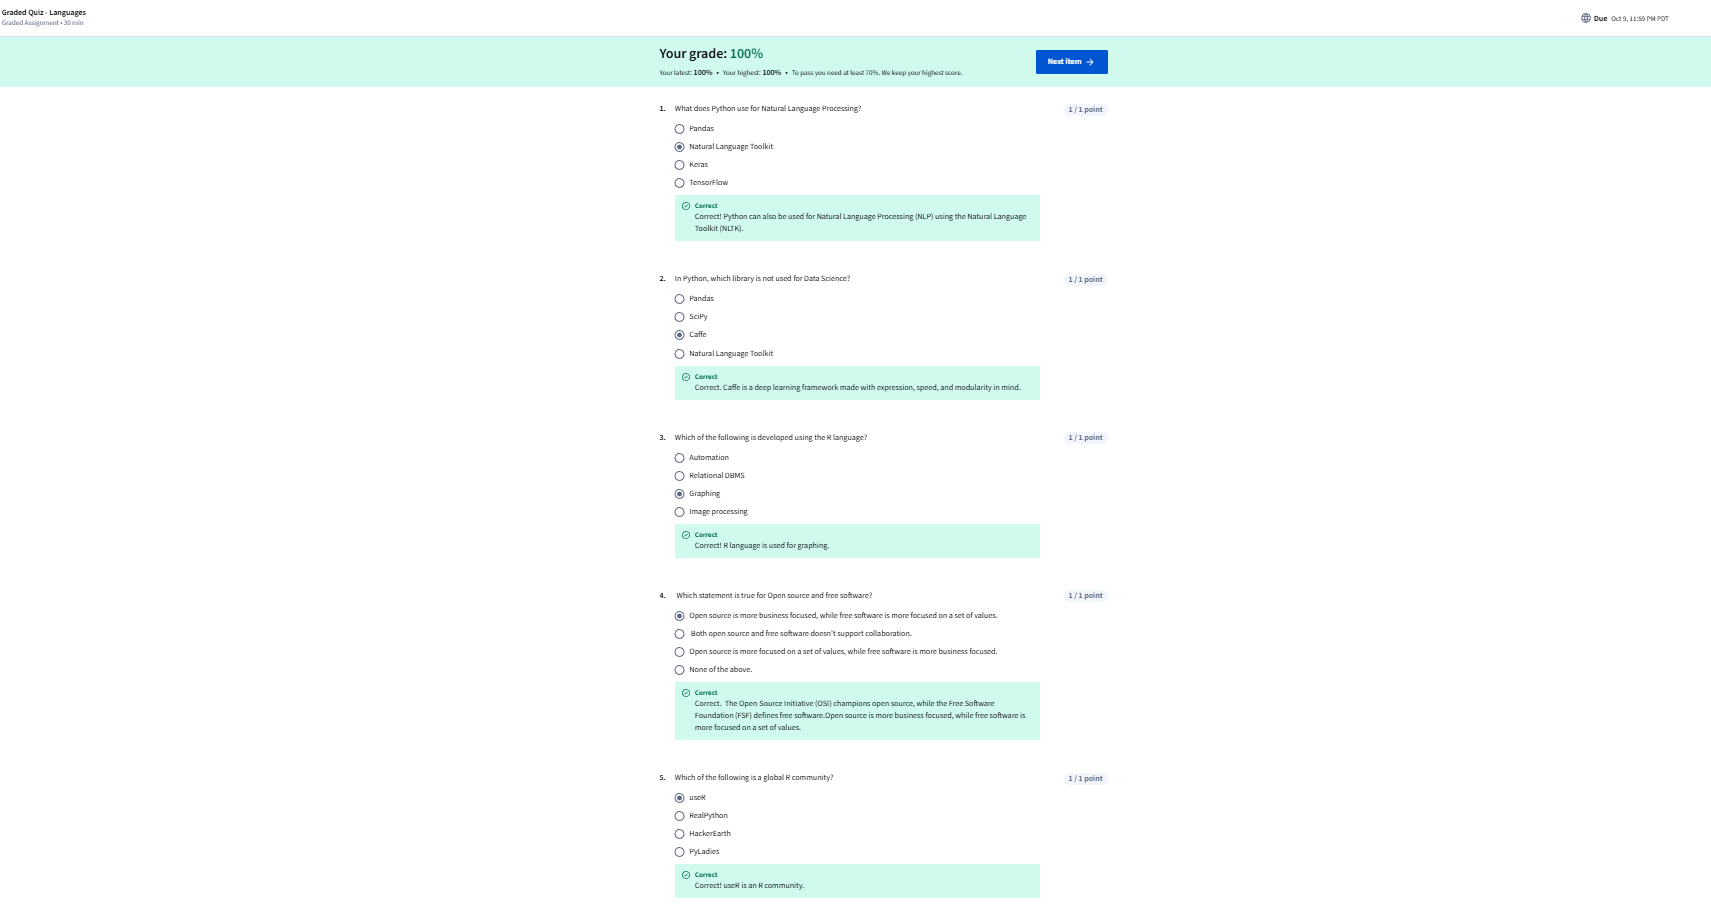 Graded Quiz - Languages
Graded Assignment • 30 min
Due Oct 9, 11:59 PM PDT
Your grade: 100%
Your latest: 100% • Your highest: 100% • To pass you need at least 70%. We keep your highest score.
Next item →
1. What does Python use for Natural Language Processing?
1 / 1 point
Pandas
Natural Language Toolkit
Keras
TensorFlow
Correct
Correct! Python can also be used for Natural Language Processing (NLP) using the Natural Language
Toolkit (NLTK).
2. In Python, which library is not used for Data Science?
1 / 1 point
Pandas
SciPy
Caffe
Natural Language Toolkit
Correct
Correct. Caffe is a deep learning framework made with expression, speed, and modularity in mind.
3. Which of the following is developed using the R language?
1 / 1 point
Automation
Relational DBMS
Graphing
Image processing
Correct
Correct! R language is used for graphing.
4. Which statement is true for Open source and free software?
1 / 1 point
Open source is more business focused, while free software is more focused on a set of values.
Both open source and free software doesn't support collaboration.
Open source is more focused on a set of values, while free software is more business focused.
None of the above.
Correct
Correct. The Open Source Initiative (OSI) champions open source, while the Free Software
Foundation (FSF) defines free software.Open source is more business focused, while free software is
more focused on a set of values.
5. Which of the following is a global R community?
1 / 1 point
useR
RealPython
HackerEarth
PyLadies
Correct
Correct! useR is an R community.